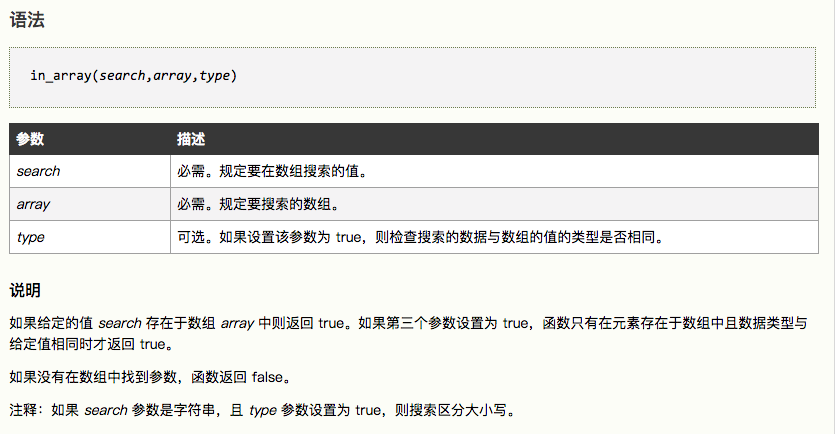 语法
in_array(search,array,type)
参数 描述
search 必需。规定要在数组搜索的值。
array 必需。规定要搜索的数组。
type 可选。如果设置该参数为 true，则检查搜索的数据与数组的值的类型是否相同。
说明
如果给定的值 search 存在于数组 array 中则返回 true。如果第三个参数设置为 true，函数只有在元素存在于数组中且数据类型与
给定值相同时才返回 true。
如果没有在数组中找到参数，函数返回 false。
注释：如果 search 参数是字符串，且 type 参数设置为 true，则搜索区分大小写。